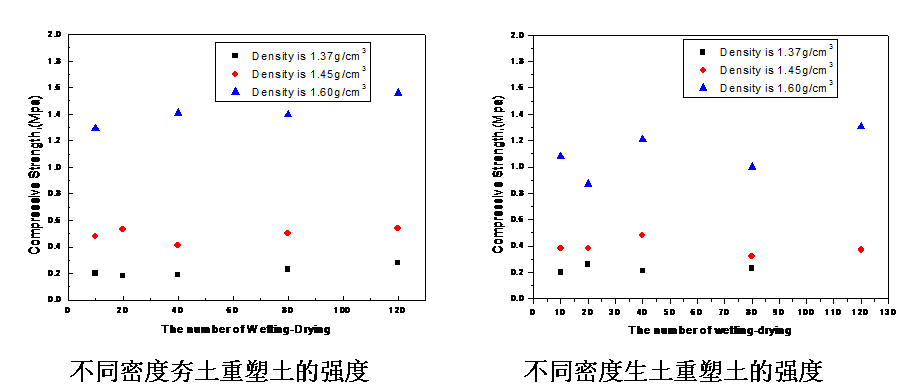 2.0
1.8
1.6
1.4
1.2
1.0
0.8
0.6
0.4
0.2
0.0
Compressive Strength,(Mpa)
Density is 1.37g/cm3
Density is 1.45g/cm3
Density is 1.60g/cm3
0 20 40 60 80 100 120
The number of Wetting-Drying
不同密度夯土重塑土的强度
2.0
1.8
1.6
1.4
1.2
1.0
0.8
0.6
0.4
0.2
0.0
Compressive Strength,(Mpa)
Density is 1.37g/cm3
Density is 1.45g/cm3
Density is 1.60g/cm3
0 10 20 30 40 50 60 70 80 90 100 110 120 130
The number of wetting-drying
不同密度生土重塑土的强度